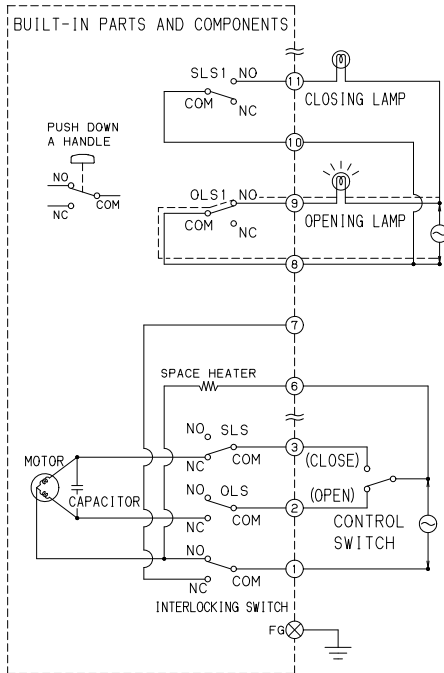 BUILT-IN PARTS AND COMPONENTS
SLS1 NO
COM
NC
11
CLOSING LAMP
10
PUSH DOWN
A HANDLE
NO
NC
COM
OLS1 NO
COM
NC
9
OPENING LAMP
8
7
SPACE HEATER
6
NO SLS
NC COM
3
(CLOSE)
MOTOR
CAPACITOR
NO OLS
NC COM
2
(OPEN)
CONTROL
SWITCH
NO
NC COM
1
INTERLOCKING SWITCH
FG